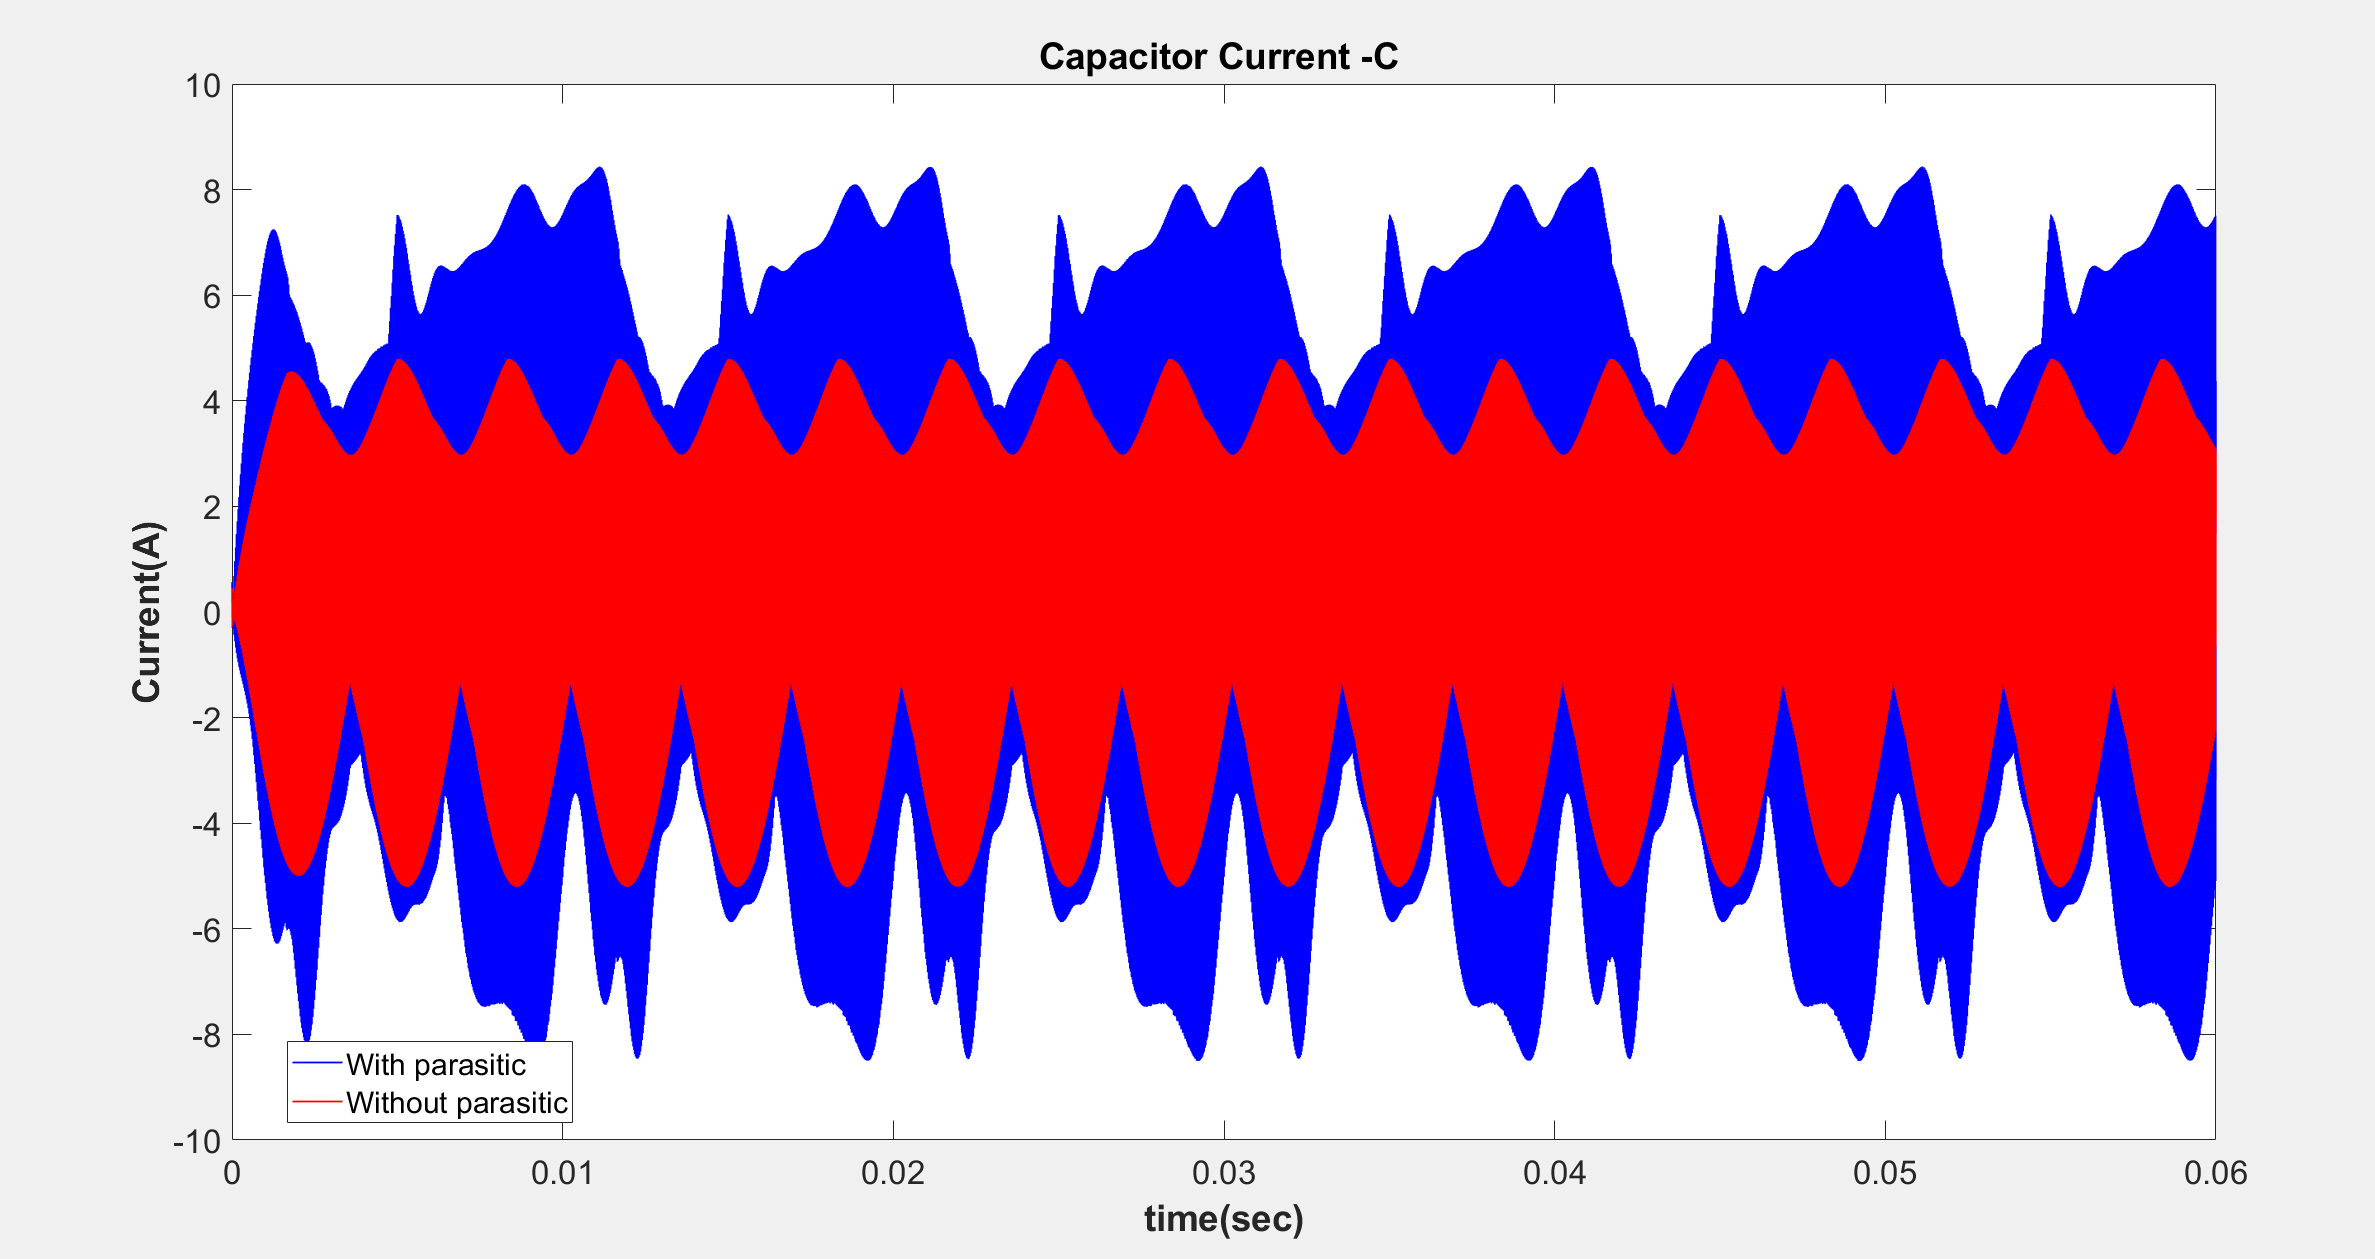 Capacitor Current -C
10
8
6
4
2
0
-2
-4
-6
-8
-10
Current(A)
With parasitic
Without parasitic
0 0.01 0.02 0.03 0.04 0.05 0.06
time(sec)